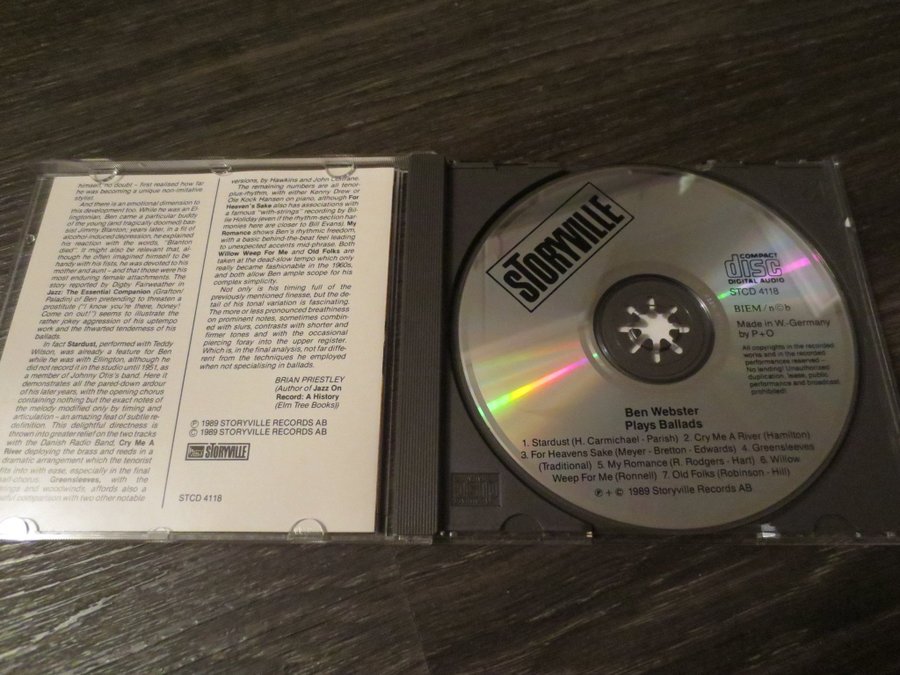 himself, no doubt – first realised how far
he was becoming a unique non-imitative
stylist.
And there is an emotional dimension to
this development too. While he was an El-
lingtonian, Ben came a particular buddy
of the young (and tragically doomed) bas-
sist Jimmy Blanton; years later, in a fit of
alcohol-induced depression, he explained
his reaction with the words, "Blanton
died". It might also be relevant that, al-
though he often imagined himself to be
handy with his fists, he was devoted to his
mother and aunt – and that those were his
most enduring female attachments. The
story reported by Digby Fairweather in
Jazz: The Essential Companion (Grafton/
Paladin) of Ben pretending to threaten a
prostitute ("I know you're there, honey!
Come on out!") seems to illustrate the
rather jokey aggression of his uptempo
work and the thwarted tenderness of his
ballads.
In fact Stardust, performed with Teddy
Wilson, was already a feature for Ben
while he was with Ellington, although he
did not record it in the studio until 1951, as
a member of Johnny Otis's band. Here it
demonstrates all the pared-down ardour
of his later years, with the opening chorus
containing nothing but the exact notes of
the melody modified only by timing and
articulation – an amazing feat of subtle re-
definition. This delightful directness is
thrown into greater relief on the two tracks
with the Danish Radio Band, Cry Me A
River deploying the brass and reeds in a
dramatic arrangement which the tenorist
fits into with ease, especially in the final
half-chorus. Greensleeves, with the
and woodwinds, affords also a
useful comparison with two other notable
versions, by Hawkins and John Coltrane.
The remaining numbers are all tenor-
plus-rhythm, with either Kenny Drew or
Ole Kock Hansen on piano, although For
Heaven's Sake also has associations with
a famous "with-strings" recording by Bil-
lie Holiday (even if the rhythm-section har-
monies here are closer to Bill Evans). My
Romance shows Ben's rhythmic freedom,
with a basic behind-the-beat feel leading
to unexpected accents mid-phrase. Both
Willow Weep For Me and Old Folks are
taken at the dead-slow tempo which only
really became fashionable in the 1960s,
and both allow Ben ample scope for his
complex simplicity.
Not only is his timing full of the
previously mentioned finesse, but the de-
tail of his tonal variation is fascinating.
The more or less pronounced breathiness
on prominent notes, sometimes combin-
ed with slurs, contrasts with shorter and
firmer tones and with the occasional
piercing foray into the upper register.
Which is, in the final analysis, not far diffe-
rent from the techniques he employed
when not specialising in ballads.
BRIAN PRIESTLEY
(Author of Jazz On
Record: A History
(Elm Tree Books))
℗ 1989 STORYVILLE RECORDS AB
© 1989 STORYVILLE RECORDS AB
STORYVILLE
STCD 4118
STORYVILLE
COMPACT
disc
DIGITAL AUDIO
STCD 4118
BIEM / n©b
Made in W.-Germany
by P+O
All copyrights in the recorded
works and in the recorded
performances reserved –
No lending! Unauthorized
duplication, lease, public
performance and broadcast
prohibited!
Ben Webster
Plays Ballads
1. Stardust (H. Carmichael - Parish) 2. Cry Me A River (Hamilton)
3. For Heavens Sake (Meyer - Bretton - Edwards) 4. Greensleeves
(Traditional) 5. My Romance (R. Rodgers - Hart) 6. Willow
Weep For Me (Ronnell) 7. Old Folks (Robinson - Hill)
℗ + © 1989 Storyville Records AB